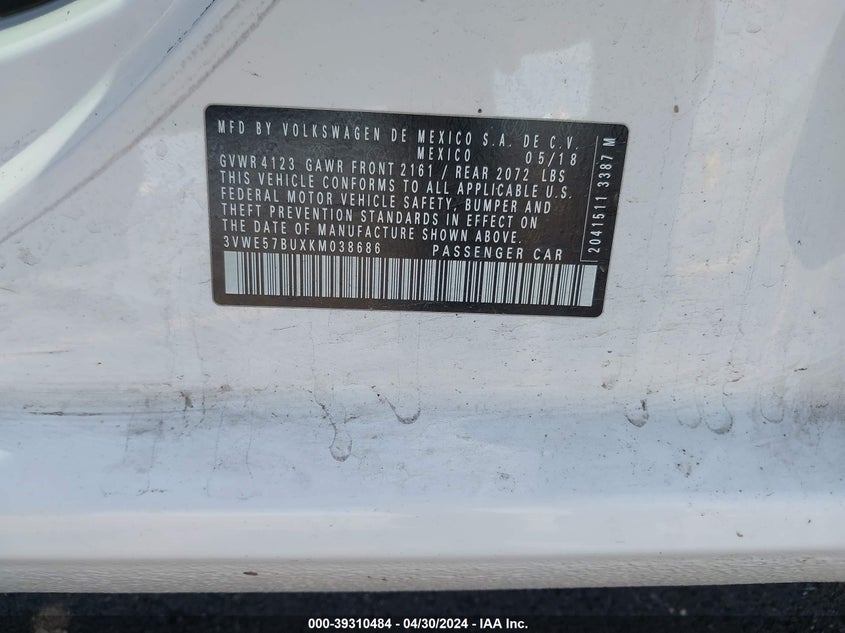 MFD BY VOLKSWAGEN DE MEXICO S.A. DE C.V.
MEXICO 05/18
GVWR 4123 GAWR FRONT 2161 / REAR 2072 LBS
THIS VEHICLE CONFORMS TO ALL APPLICABLE U.S.
FEDERAL MOTOR VEHICLE SAFETY, BUMPER AND
THEFT PREVENTION STANDARDS IN EFFECT ON
THE DATE OF MANUFACTURE SHOWN ABOVE.
3VWE57BUXKM038686 PASSENGER CAR
2041511 3387 M
000-39310484 / 04/30/2024 - IAA Inc.